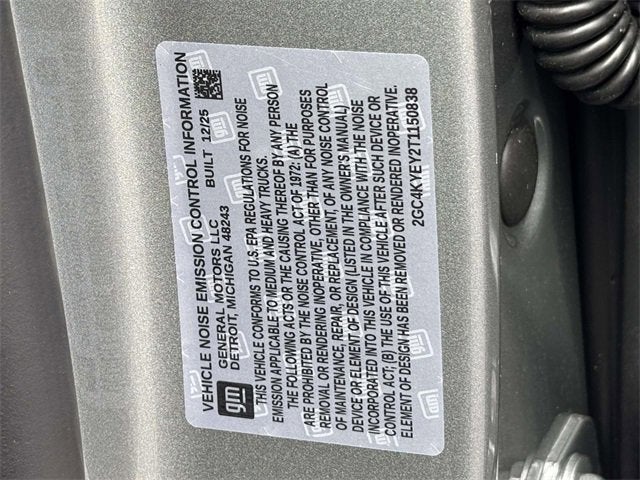 VEHICLE NOISE EMISSION CONTROL INFORMATION
gm
GENERAL MOTORS LLC
DETROIT, MICHIGAN 48243
BUILT 12/25
THIS VEHICLE CONFORMS TO U.S. EPA REGULATIONS FOR NOISE
EMISSION APPLICABLE TO MEDIUM AND HEAVY TRUCKS.
THE FOLLOWING ACTS OR THE CAUSING THEREOF BY ANY PERSON
ARE PROHIBITED BY THE NOISE CONTROL ACT OF 1972: (A) THE
REMOVAL OR RENDERING INOPERATIVE, OTHER THAN FOR PURPOSES
OF MAINTENANCE, REPAIR, OR REPLACEMENT, OF ANY NOISE CONTROL
DEVICE OR ELEMENT OF DESIGN (LISTED IN THE OWNER'S MANUAL)
INCORPORATED INTO THIS VEHICLE IN COMPLIANCE WITH THE NOISE
CONTROL ACT; (B) THE USE OF THIS VEHICLE AFTER SUCH DEVICE OR
ELEMENT OF DESIGN HAS BEEN REMOVED OR RENDERED INOPERATIVE.
2GC4KVEY2T1150838